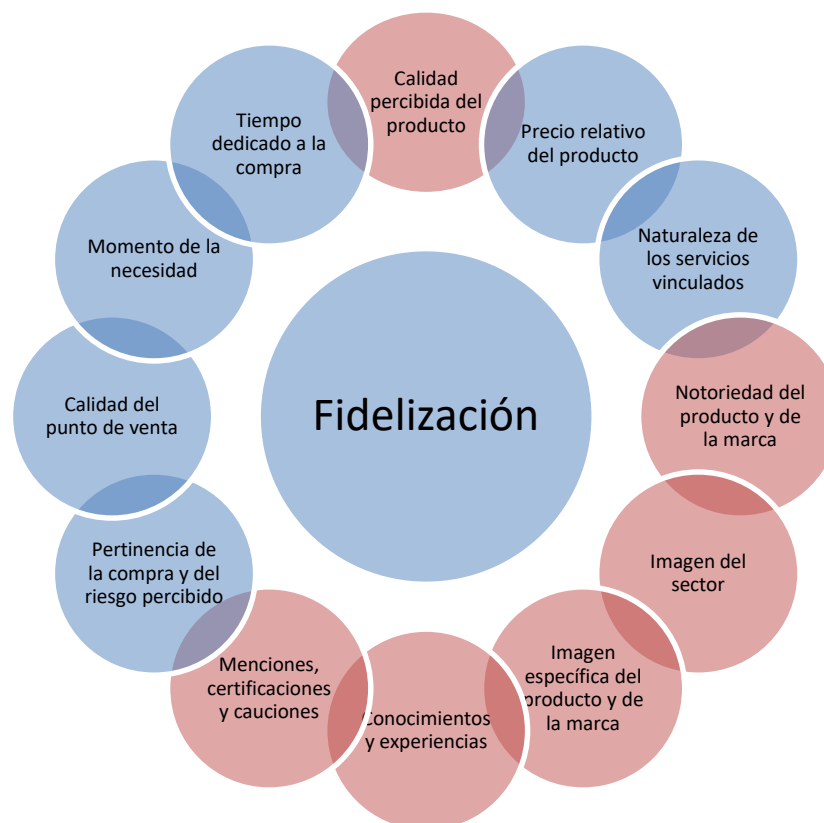 Calidad
percibida del
producto
Precio relativo
del producto
Naturaleza de
los servicios
vinculados
Notoriedad del
producto y de
la marca
Imagen del
sector
Imagen
específica del
producto y de
la marca
Conocimientos
y experiencias
Menciones,
certificaciones
y cauciones
Pertinencia de
la compra y del
riesgo percibido
Calidad del
punto de venta
Momento de la
necesidad
Tiempo
dedicado a la
compra
Fidelización